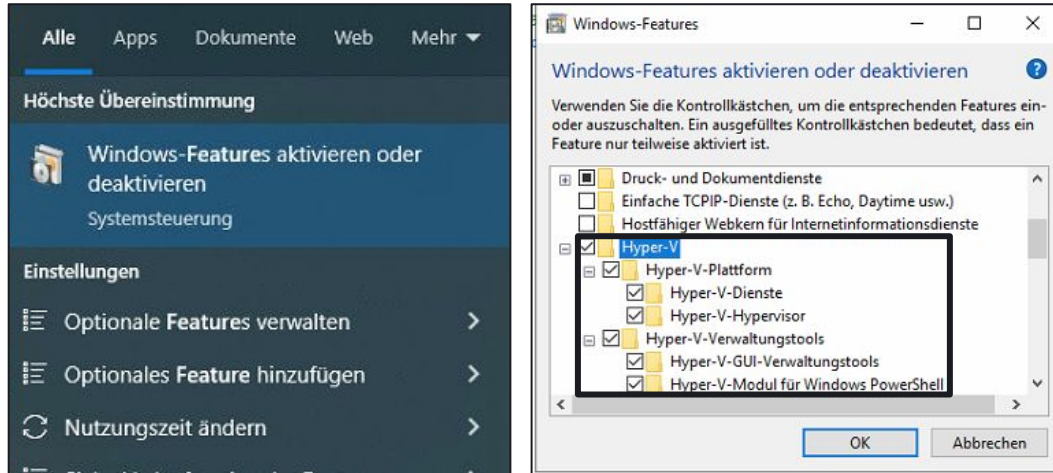 Alle Apps Dokumente Web Mehr
Höchste Übereinstimmung
Windows-Features aktivieren oder
deaktivieren
Systemsteuerung
Einstellungen
Optionale Features verwalten
Optionales Feature hinzufügen
Nutzungszeit ändern
Windows-Features
Windows-Features aktivieren oder deaktivieren
Verwenden Sie die Kontrollkästchen, um die entsprechenden Features ein-
oder auszuschalten. Ein ausgefülltes Kontrollkästchen bedeutet, dass ein
Feature nur teilweise aktiviert ist.
Druck- und Dokumentdienste
Einfache TCPIP-Dienste (z. B. Echo, Daytime usw.)
Hostfähiger Webkern für Internetinformationsdienste
Hyper-V
Hyper-V-Plattform
Hyper-V-Dienste
Hyper-V-Hypervisor
Hyper-V-Verwaltungstools
Hyper-V-GUI-Verwaltungstools
Hyper-V-Modul für Windows PowerShell
OK Abbrechen